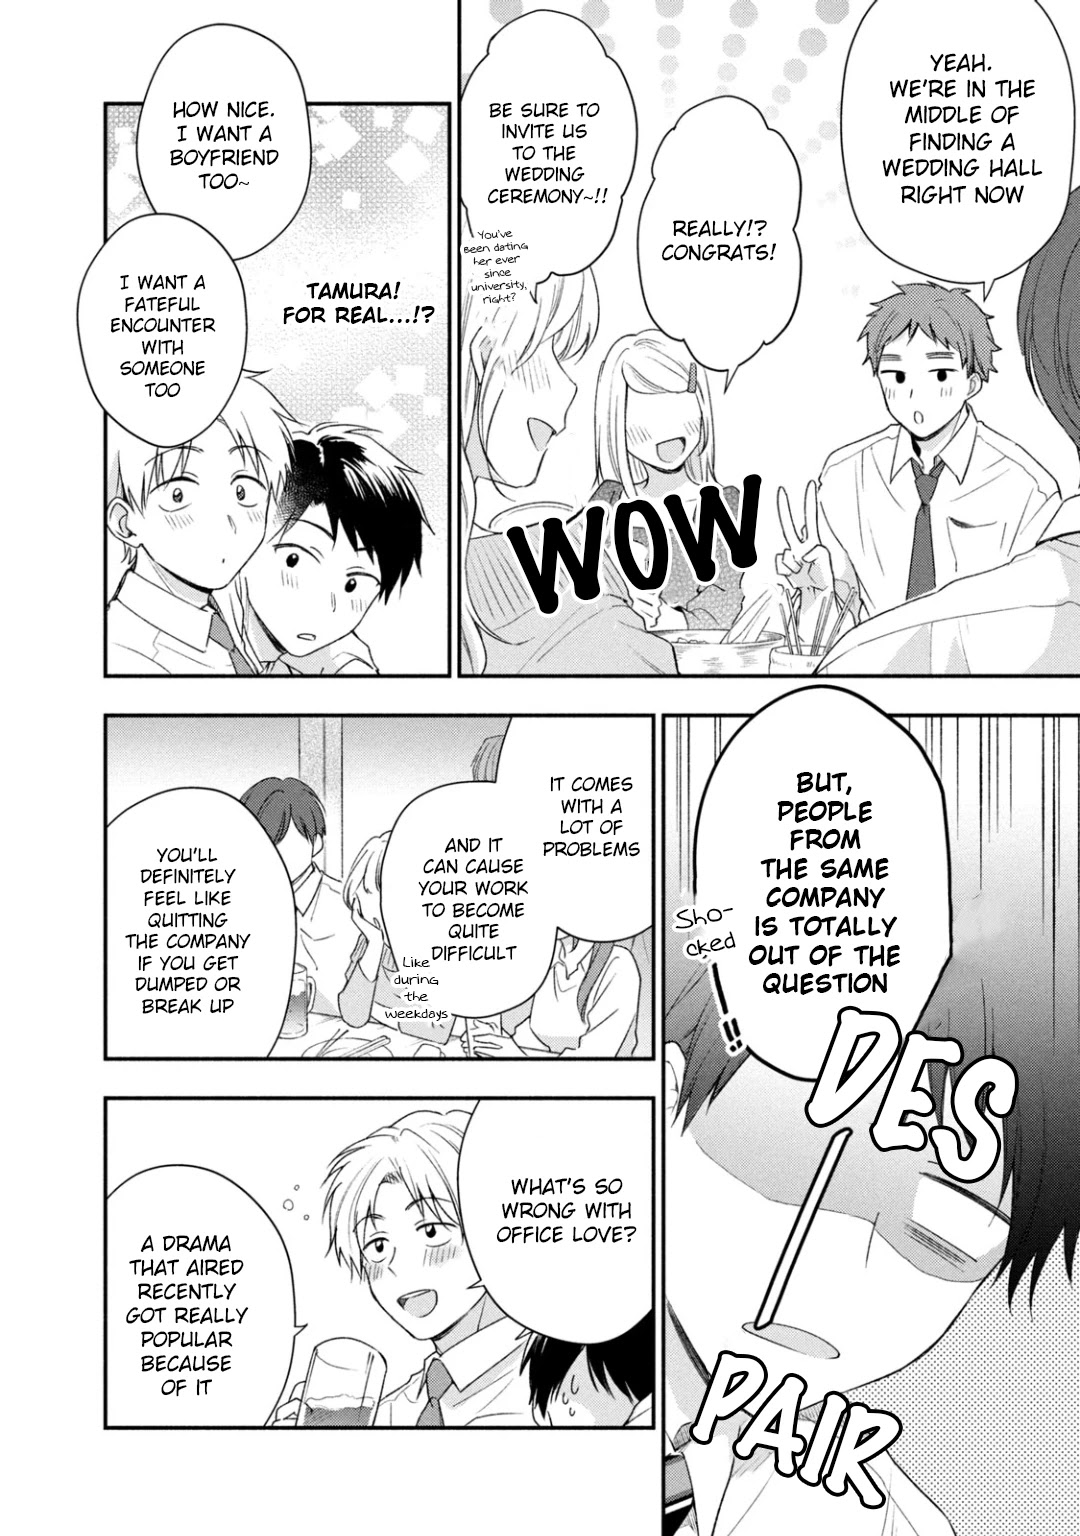 YEAH.
WE'RE IN THE
MIDDLE OF
FINDING A
WEDDING HALL
RIGHT NOW
REALLY!?
CONGRATS!
BE SURE TO
INVITE US
TO THE
WEDDING
CEREMONY~!!
You've
been dating
her ever
since
university,
right?
WOW
HOW NICE.
I WANT A
BOYFRIEND
TOO~
TAMURA!
FOR REAL...!?
I WANT A
FATEFUL
ENCOUNTER
WITH
SOMEONE
TOO
BUT,
PEOPLE
FROM
THE SAME
COMPANY
IS TOTALLY
OUT OF THE
QUESTION
Sho-
cked
!!
DES
PAIR
IT COMES
WITH A
LOT OF
PROBLEMS
AND IT
CAN CAUSE
YOUR WORK
TO BECOME
QUITE
DIFFICULT
Like
during
the
weekdays
YOU'LL
DEFINITELY
FEEL LIKE
QUITTING
THE COMPANY
IF YOU GET
DUMPED OR
BREAK UP
WHAT'S SO
WRONG WITH
OFFICE LOVE?
A DRAMA
THAT AIRED
RECENTLY
GOT REALLY
POPULAR
BECAUSE
OF IT